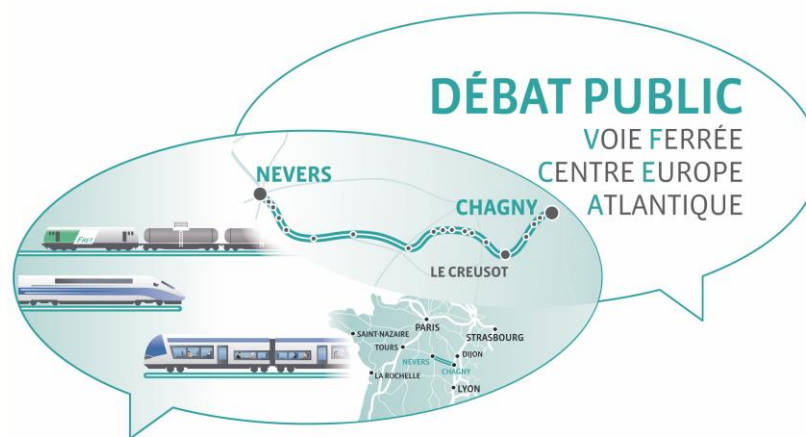 DÉBAT PUBLIC
VOIE FERRÉE
CENTRE EUROPE
ATLANTIQUE
NEVERS
CHAGNY
LE CREUSOT
FRET
PARIS
SAINT-NAZAIRE
STRASBOURG
TOURS
DIJON
NEVERS
CHAGNY
LA ROCHELLE
LYON